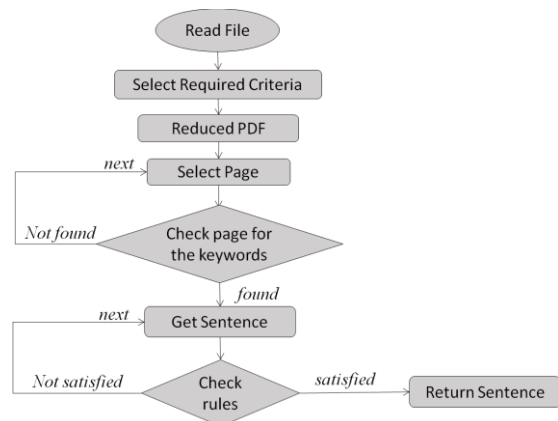 Read File
Select Required Criteria
Reduced PDF
next
Select Page
Not found
Check page for
the keywords
found
next
Get Sentence
Not satisfied
Check
rules
satisfied
Return Sentence